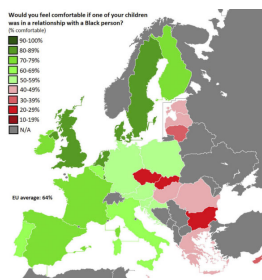 Would you feel comfortable if one of your children
was in a relationship with a Black person?
(% comfortable)
90-100%
80-89%
70-79%
60-69%
50-59%
40-49%
30-39%
20-29%
10-19%
N/A
EU average: 64%